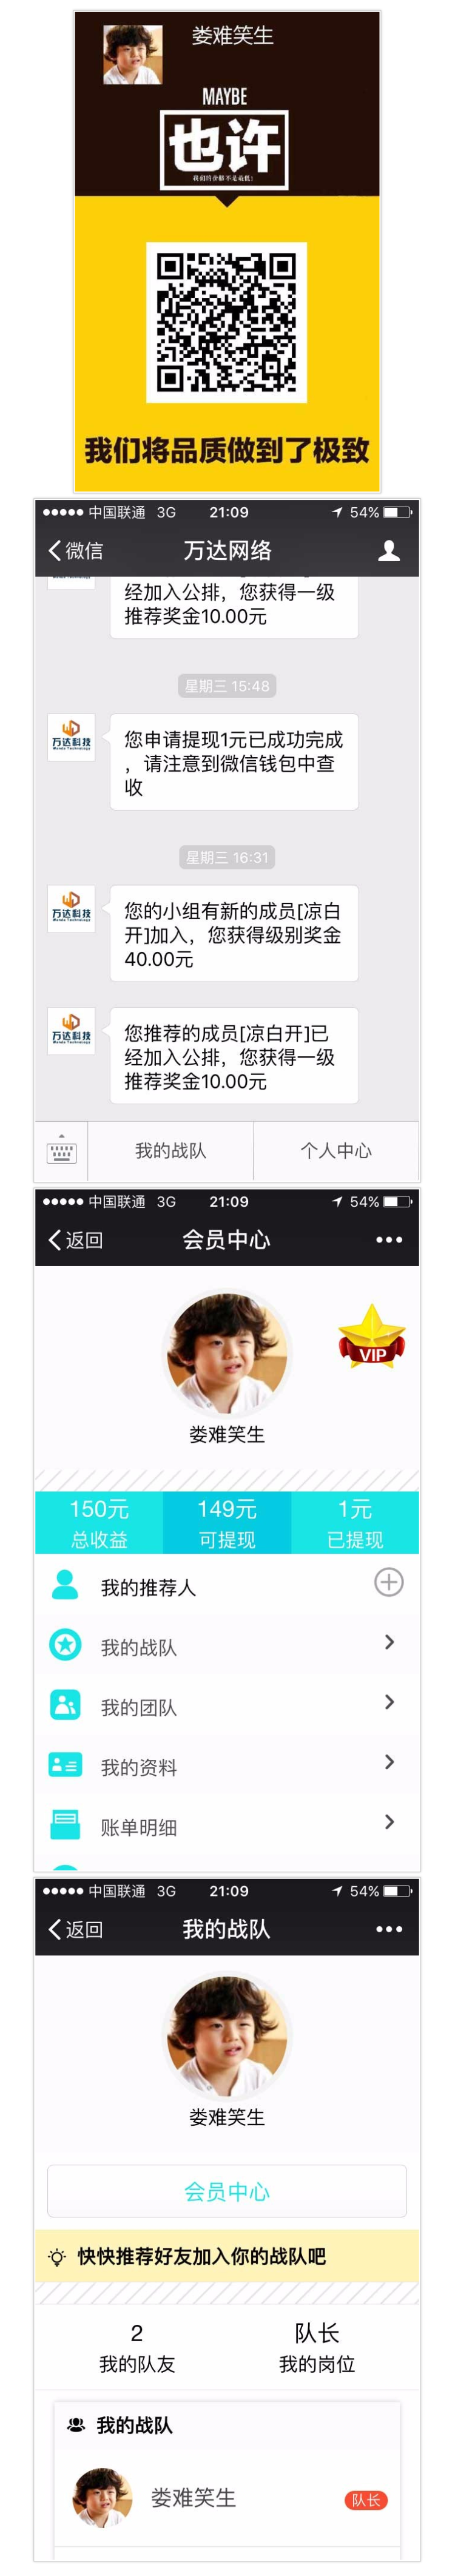 娄难笑生
MAYBE
也许
我们的价格不是最低!
我们将品质做到了极致
中国联通 3G 21:09 54%
微信 万达网络
经加入公排，您获得一级
推荐奖金10.00元
星期三 15:48
万达科技
Wanda Technology
您申请提现1元已成功完成
，请注意到微信钱包中查
收
星期三 16:31
万达科技
Wanda Technology
您的小组有新的成员[凉白
开]加入，您获得级别奖金
40.00元
万达科技
Wanda Technology
您推荐的成员[凉白开]已
经加入公排，您获得一级
推荐奖金10.00元
我的战队 个人中心
中国联通 3G 21:09 54%
返回 会员中心
VIP
娄难笑生
150元 149元 1元
总收益 可提现 已提现
我的推荐人
我的战队
我的团队
我的资料
账单明细
中国联通 3G 21:09 54%
返回 我的战队
娄难笑生
会员中心
快快推荐好友加入你的战队吧
2 队长
我的队友 我的岗位
我的战队
娄难笑生 队长